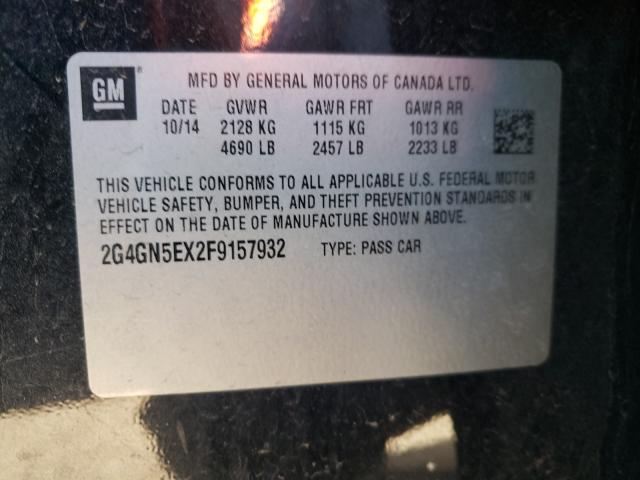 GM
MFD BY GENERAL MOTORS OF CANADA LTD.
DATE GVWR GAWR FRT GAWR RR
10/14 2128 KG 1115 KG 1013 KG
4690 LB 2457 LB 2233 LB
THIS VEHICLE CONFORMS TO ALL APPLICABLE U.S. FEDERAL MOTOR
VEHICLE SAFETY, BUMPER, AND THEFT PREVENTION STANDARDS IN
EFFECT ON THE DATE OF MANUFACTURE SHOWN ABOVE.
2G4GN5EX2F9157932 TYPE: PASS CAR